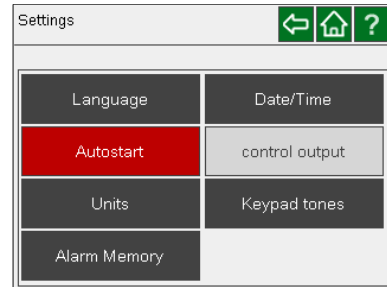 Settings
?
Language
Date/Time
Autostart
control output
Units
Keypad tones
Alarm Memory